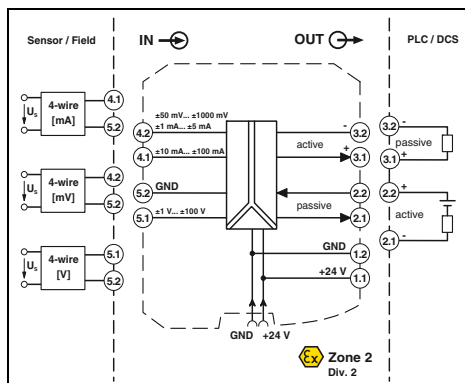 Sensor / Field
IN
OUT
PLC / DCS
Us
4-wire
[mA]
4.1
5.2
Us
4-wire
[mV]
4.2
5.2
Us
4-wire
[V]
5.1
5.2
±50 mV... ±1000 mV
±1 mA... ±5 mA
4.2
±10 mA... ±100 mA
4.1
GND
5.2
±1 V... ±100 V
5.1
-
3.2
active
+
3.1
2.2
passive
2.1
GND
1.2
+24 V
1.1
GND +24 V
3.2 -
passive
3.1 +
2.2 +
active
2.1 -
Ex Zone 2
Div. 2